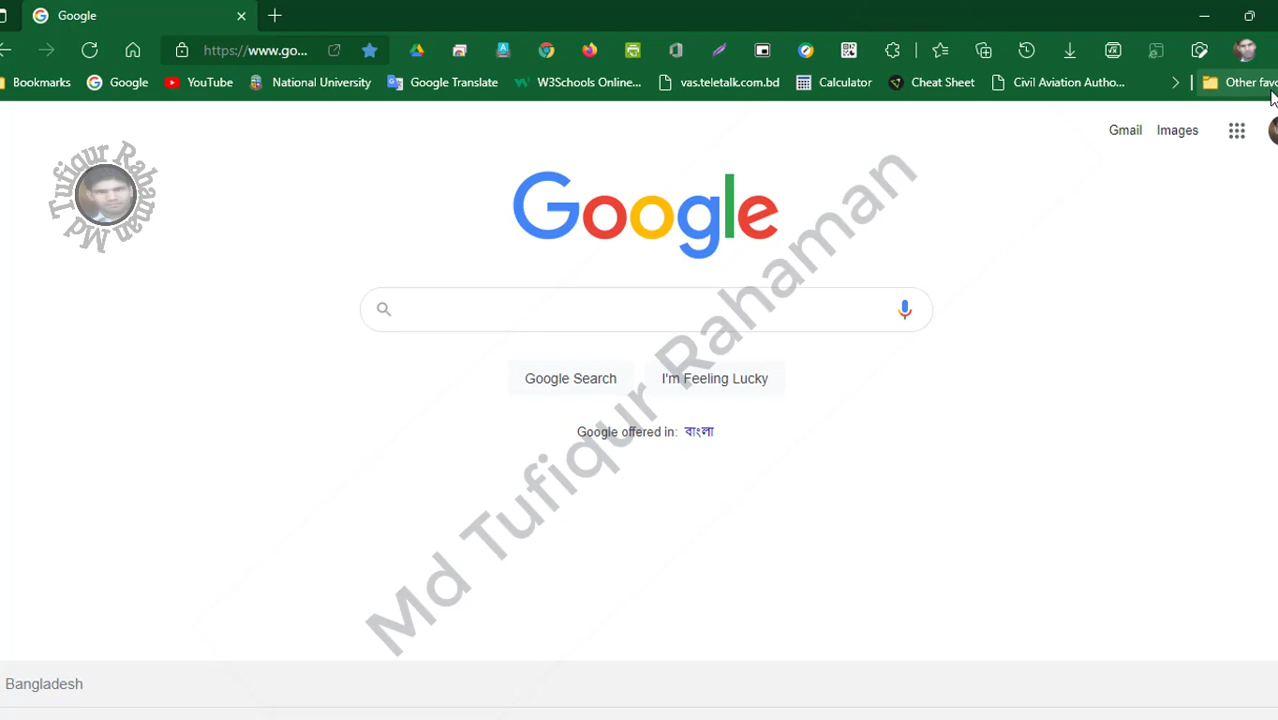 Google
https://www.go...
Bookmarks
Google
YouTube
National University
Google Translate
W3Schools Online...
vas.teletalk.com.bd
Calculator
Cheat Sheet
Civil Aviation Autho...
Other favo
Gmail
Images
Md Tufiqur Rahaman
Google
Google Search
I'm Feeling Lucky
Google offered in: বাংলা
Md Tufiqur Rahaman
Bangladesh